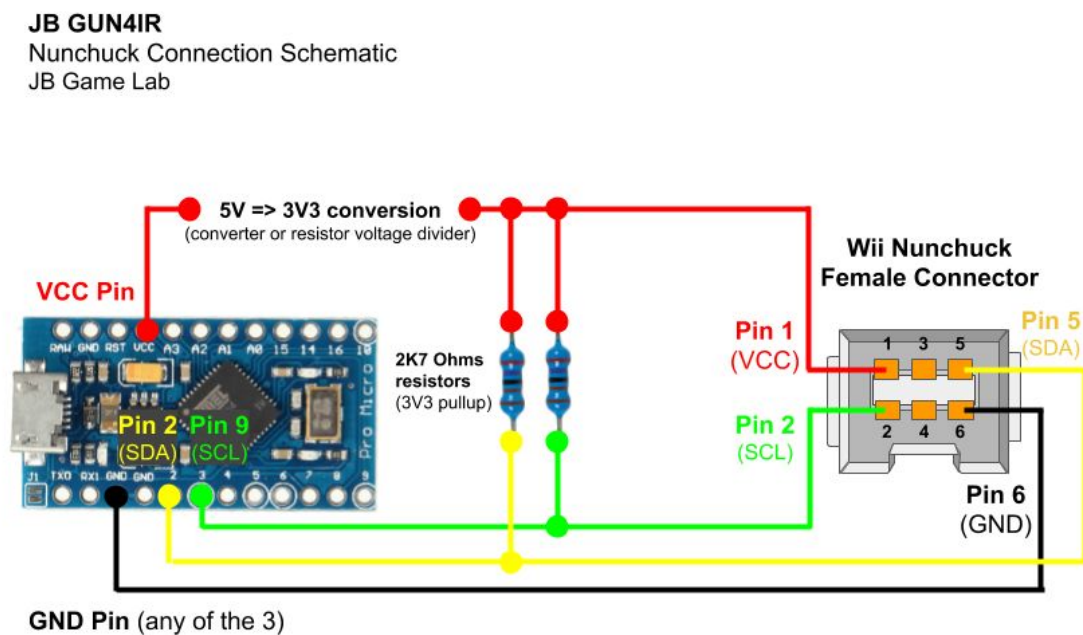 JB GUN4IR
Nunchuck Connection Schematic
JB Game Lab
5V => 3V3 conversion
(converter or resistor voltage divider)
Wii Nunchuck
Female Connector
VCC Pin
RAW GND RST VCC A3 A2 A1 A0 15 14 16 10
2K7 Ohms
resistors
(3V3 pullup)
Pin 1
(VCC)
1 3 5
Pin 5
(SDA)
Pin 2
(SDA)
Pin 9
(SCL)
Pro Micro
Pin 2
(SCL)
2 4 6
J1 TXO RX1 GND GND 2 3 4 5 6 7 8 9
Pin 6
(GND)
GND Pin (any of the 3)